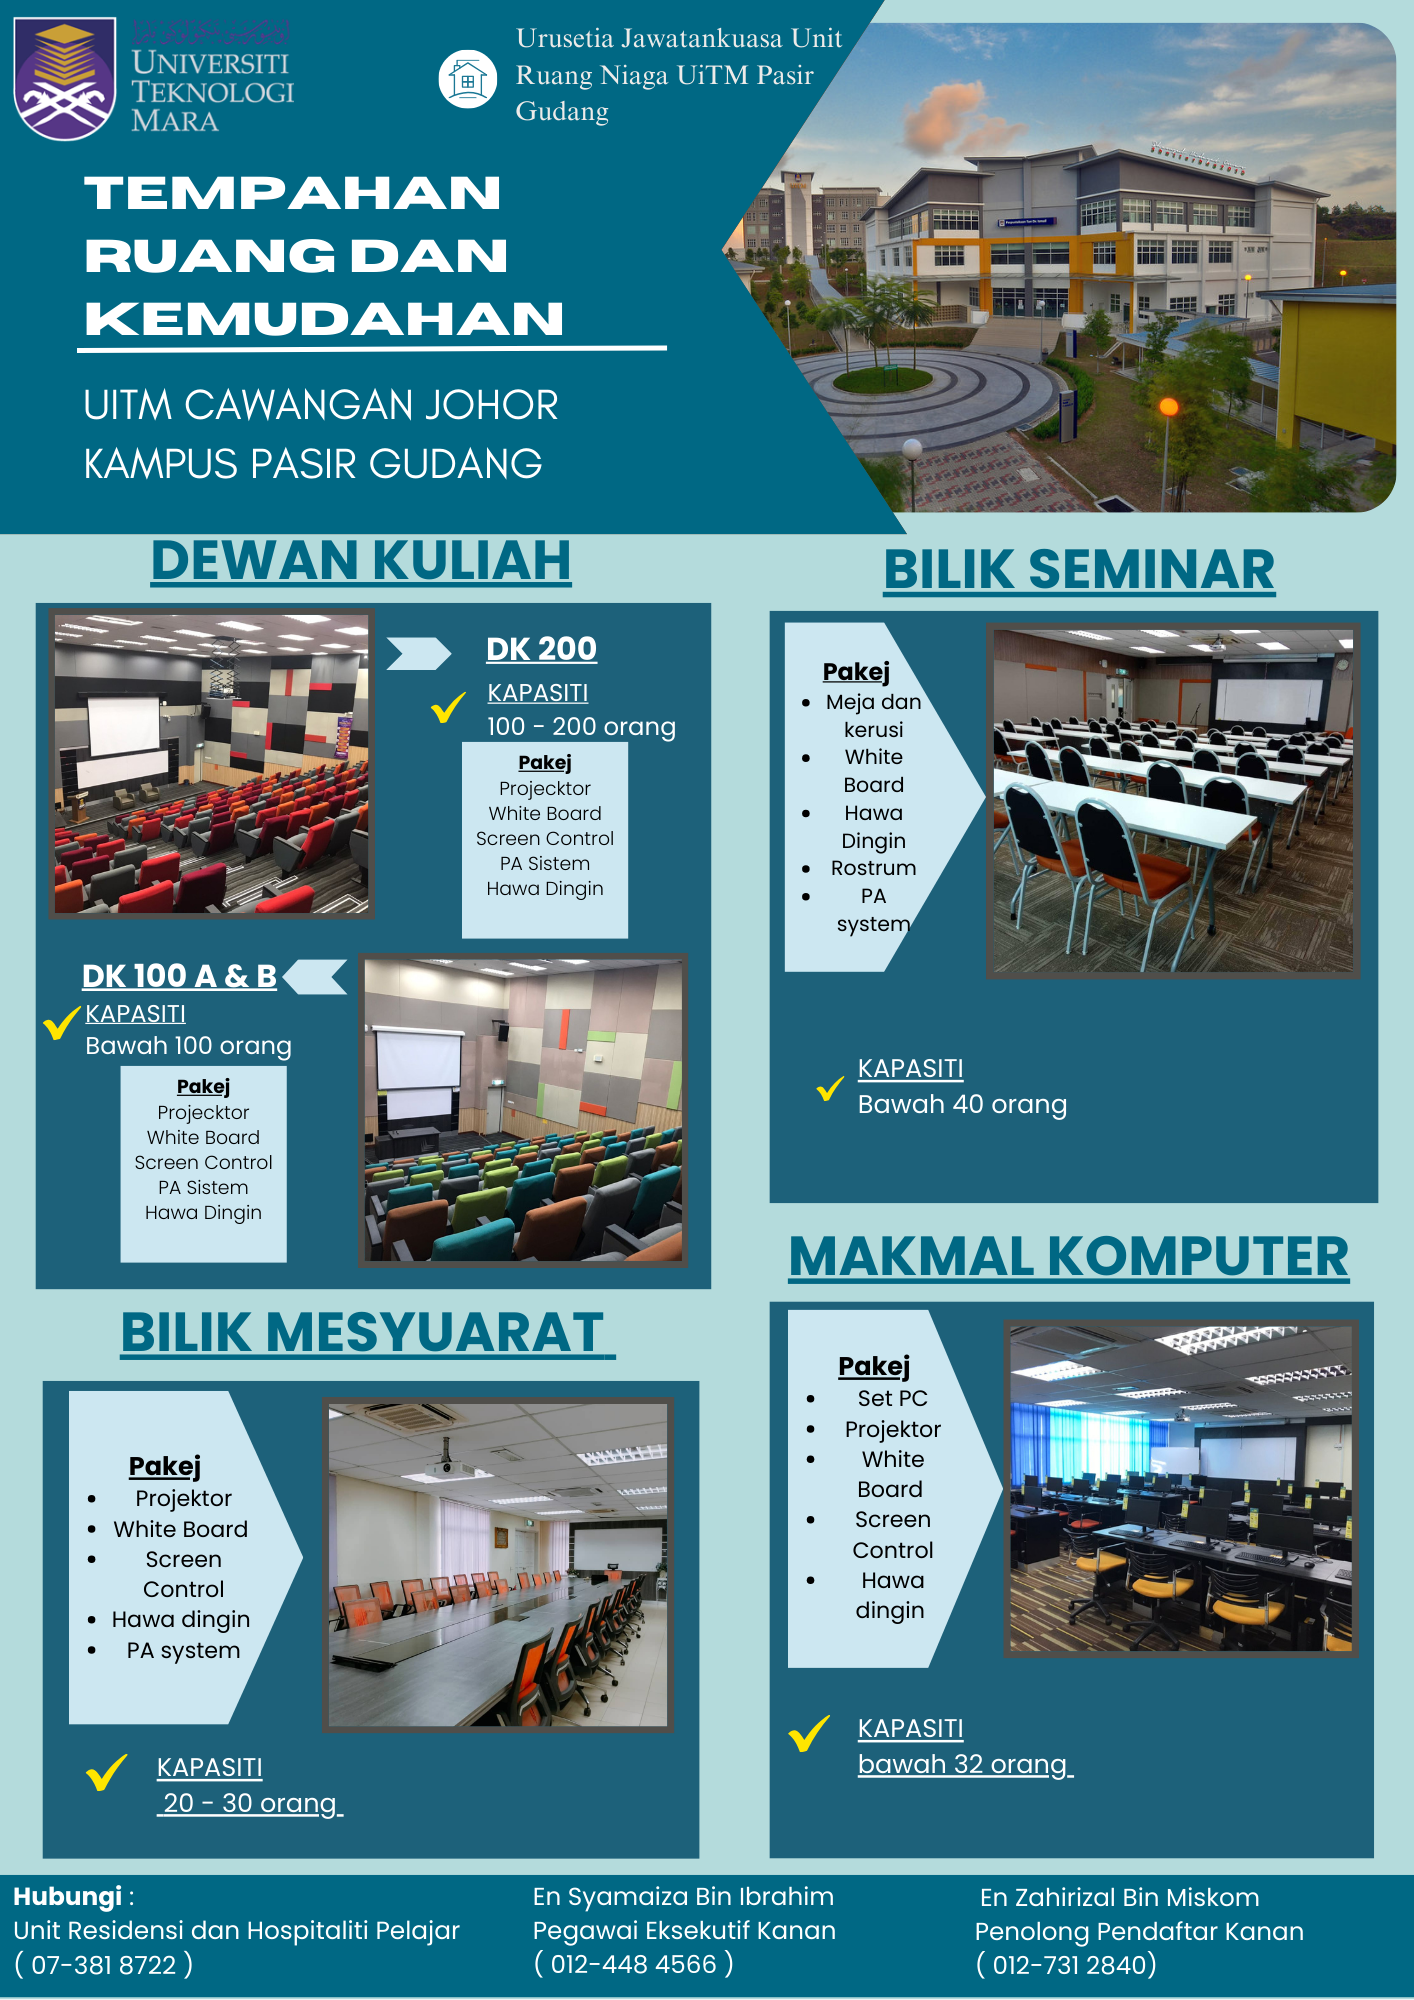 UNIVERSITI
TEKNOLOGI
MARA
Urusetia Jawatankuasa Unit
Ruang Niaga UiTM Pasir
Gudang
TEMPAHAN
RUANG DAN
KEMUDAHAN
UITM CAWANGAN JOHOR
KAMPUS PASIR GUDANG
DEWAN KULIAH
DK 200
KAPASITI
100 - 200 orang
Pakej
Projecktor
White Board
Screen Control
PA Sistem
Hawa Dingin
DK 100 A & B
KAPASITI
Bawah 100 orang
Pakej
Projecktor
White Board
Screen Control
PA Sistem
Hawa Dingin
BILIK SEMINAR
Pakej
• Meja dan
kerusi
• White
Board
• Hawa
Dingin
• Rostrum
• PA
system
KAPASITI
Bawah 40 orang
BILIK MESYUARAT
Pakej
• Projektor
• White Board
• Screen
Control
• Hawa dingin
• PA system
KAPASITI
20 - 30 orang
MAKMAL KOMPUTER
Pakej
• Set PC
• Projektor
• White
Board
• Screen
Control
• Hawa
dingin
KAPASITI
bawah 32 orang
Hubungi :
Unit Residensi dan Hospitaliti Pelajar
( 07-381 8722 )
En Syamaiza Bin Ibrahim
Pegawai Eksekutif Kanan
( 012-448 4566 )
En Zahirizal Bin Miskom
Penolong Pendaftar Kanan
( 012-731 2840)